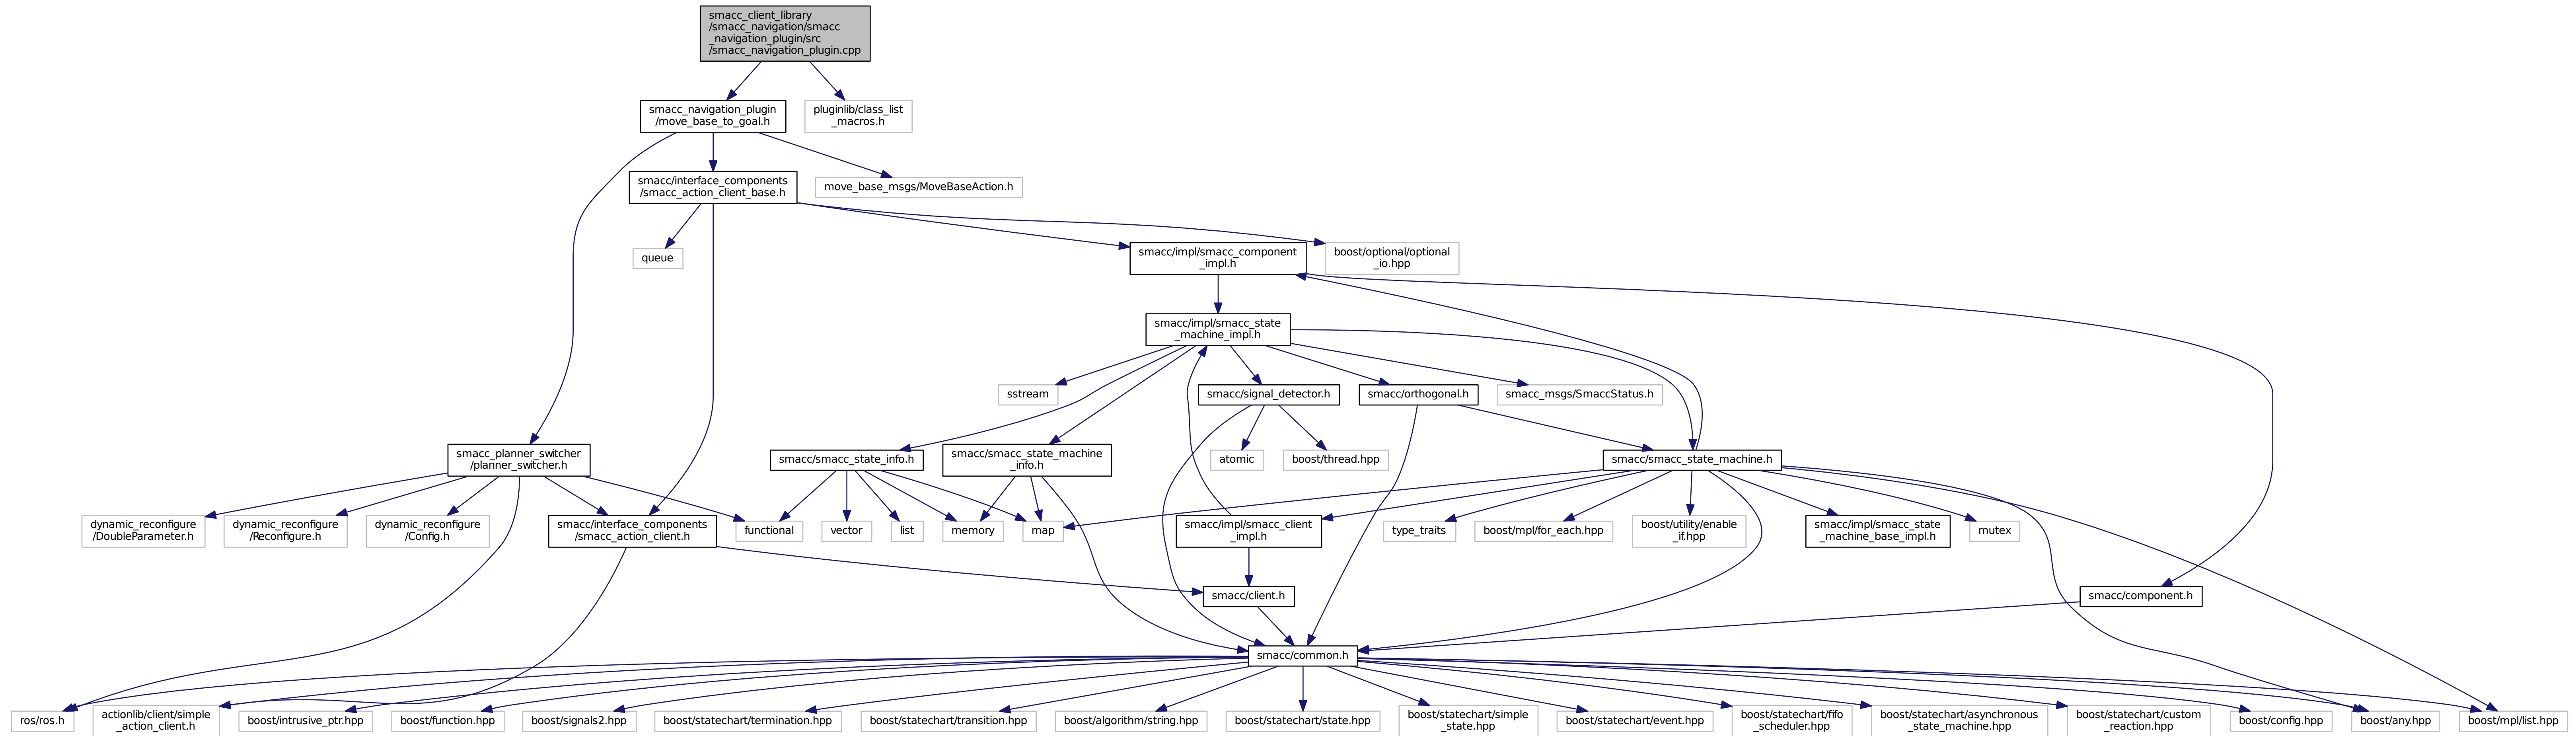 smacc_client_library
/smacc_navigation/smacc
_navigation_plugin/src
/smacc_navigation_plugin.cpp
smacc_navigation_plugin
/move_base_to_goal.h
pluginlib/class_list
_macros.h
smacc/interface_components
/smacc_action_client_base.h
move_base_msgs/MoveBaseAction.h
queue
smacc/impl/smacc_component
_impl.h
boost/optional/optional
_io.hpp
smacc/impl/smacc_state
_machine_impl.h
sstream
smacc/signal_detector.h
smacc/orthogonal.h
smacc_msgs/SmaccStatus.h
smacc_planner_switcher
/planner_switcher.h
smacc/smacc_state_info.h
smacc/smacc_state_machine
_info.h
atomic
boost/thread.hpp
smacc/smacc_state_machine.h
dynamic_reconfigure
/DoubleParameter.h
dynamic_reconfigure
/Reconfigure.h
dynamic_reconfigure
/Config.h
smacc/interface_components
/smacc_action_client.h
functional
vector
list
memory
map
smacc/impl/smacc_client
_impl.h
type_traits
boost/mpl/for_each.hpp
boost/utility/enable
_if.hpp
smacc/impl/smacc_state
_machine_base_impl.h
mutex
smacc/client.h
smacc/component.h
smacc/common.h
ros/ros.h
actionlib/client/simple
_action_client.h
boost/intrusive_ptr.hpp
boost/function.hpp
boost/signals2.hpp
boost/statechart/termination.hpp
boost/statechart/transition.hpp
boost/algorithm/string.hpp
boost/statechart/state.hpp
boost/statechart/simple
_state.hpp
boost/statechart/event.hpp
boost/statechart/fifo
_scheduler.hpp
boost/statechart/asynchronous
_state_machine.hpp
boost/statechart/custom
_reaction.hpp
boost/config.hpp
boost/any.hpp
boost/mpl/list.hpp